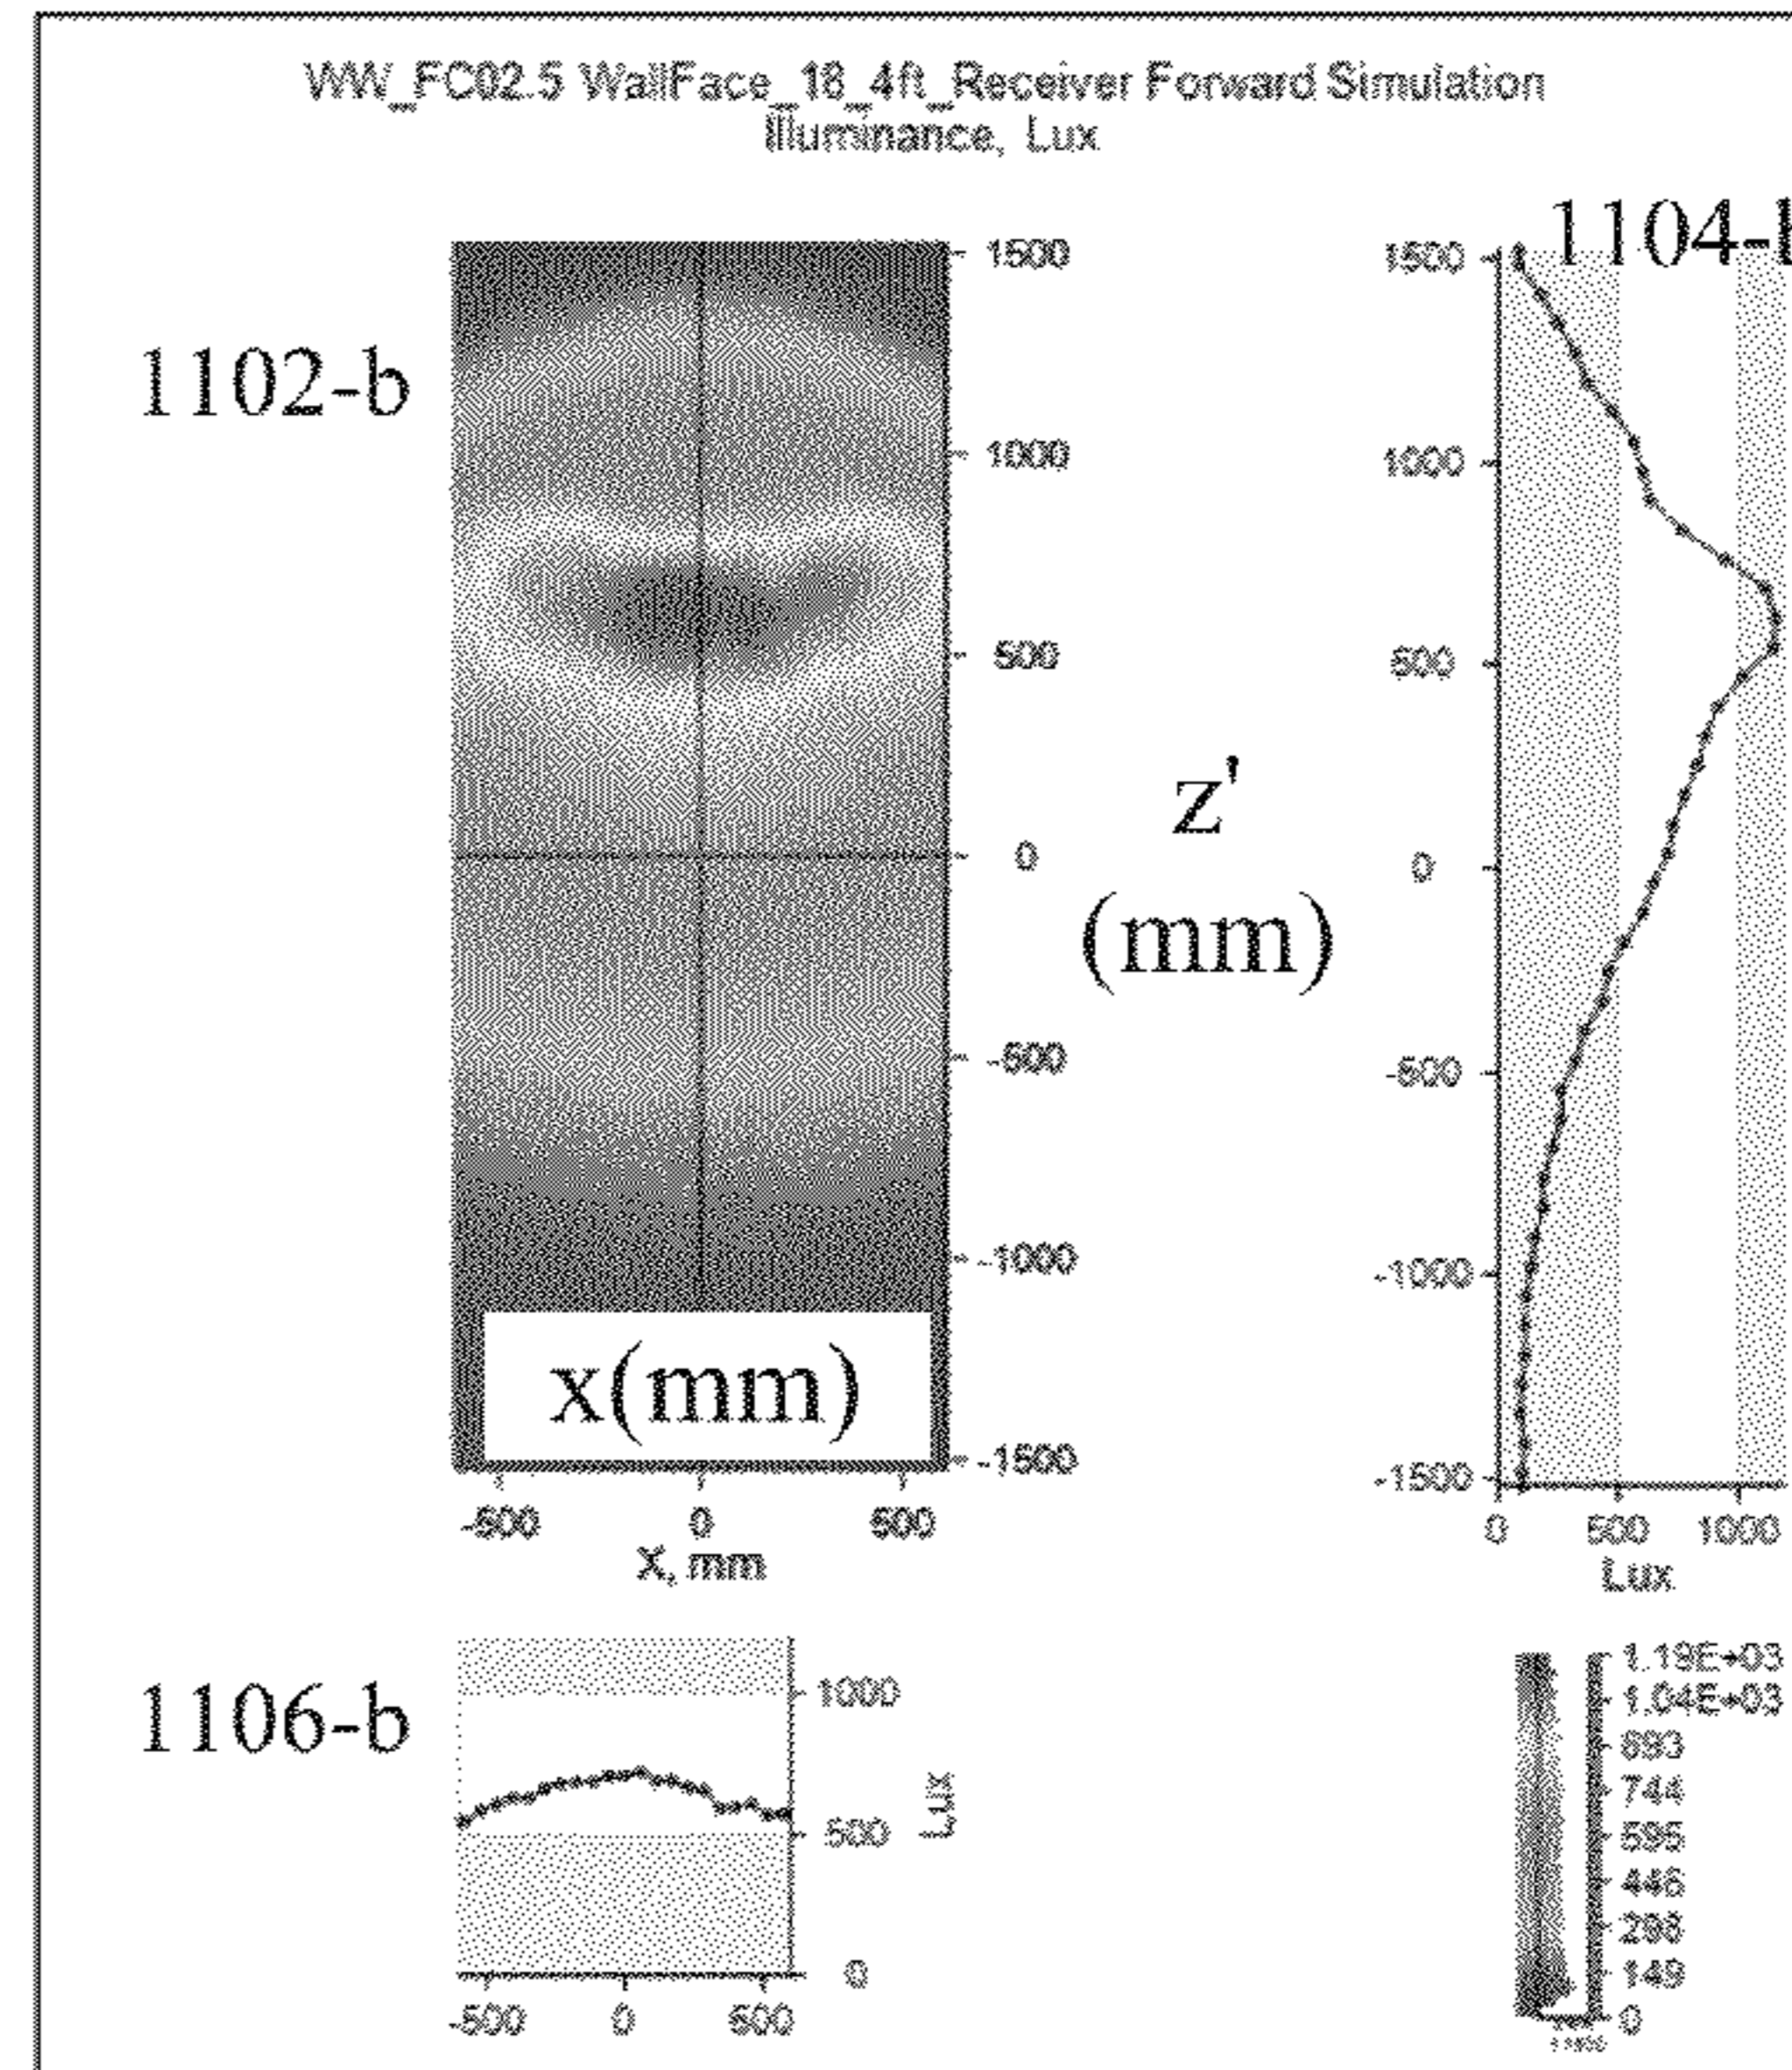 WW_FC02.5 WallFace_18_4ft_Receiver Forward Simulation
Illuminance, Lux
1102-b
1500
1000
500
0
-500
-1000
-1500
z'
(mm)
x(mm)
-500 0 500
X, mm
1104-b
1500
1000
500
0
-500
-1000
-1500
0 500 1000
Lux
1106-b
1000
500
0
Lux
-500 0 500
1.19E+03
1.04E+03
893
744
595
446
298
149
0